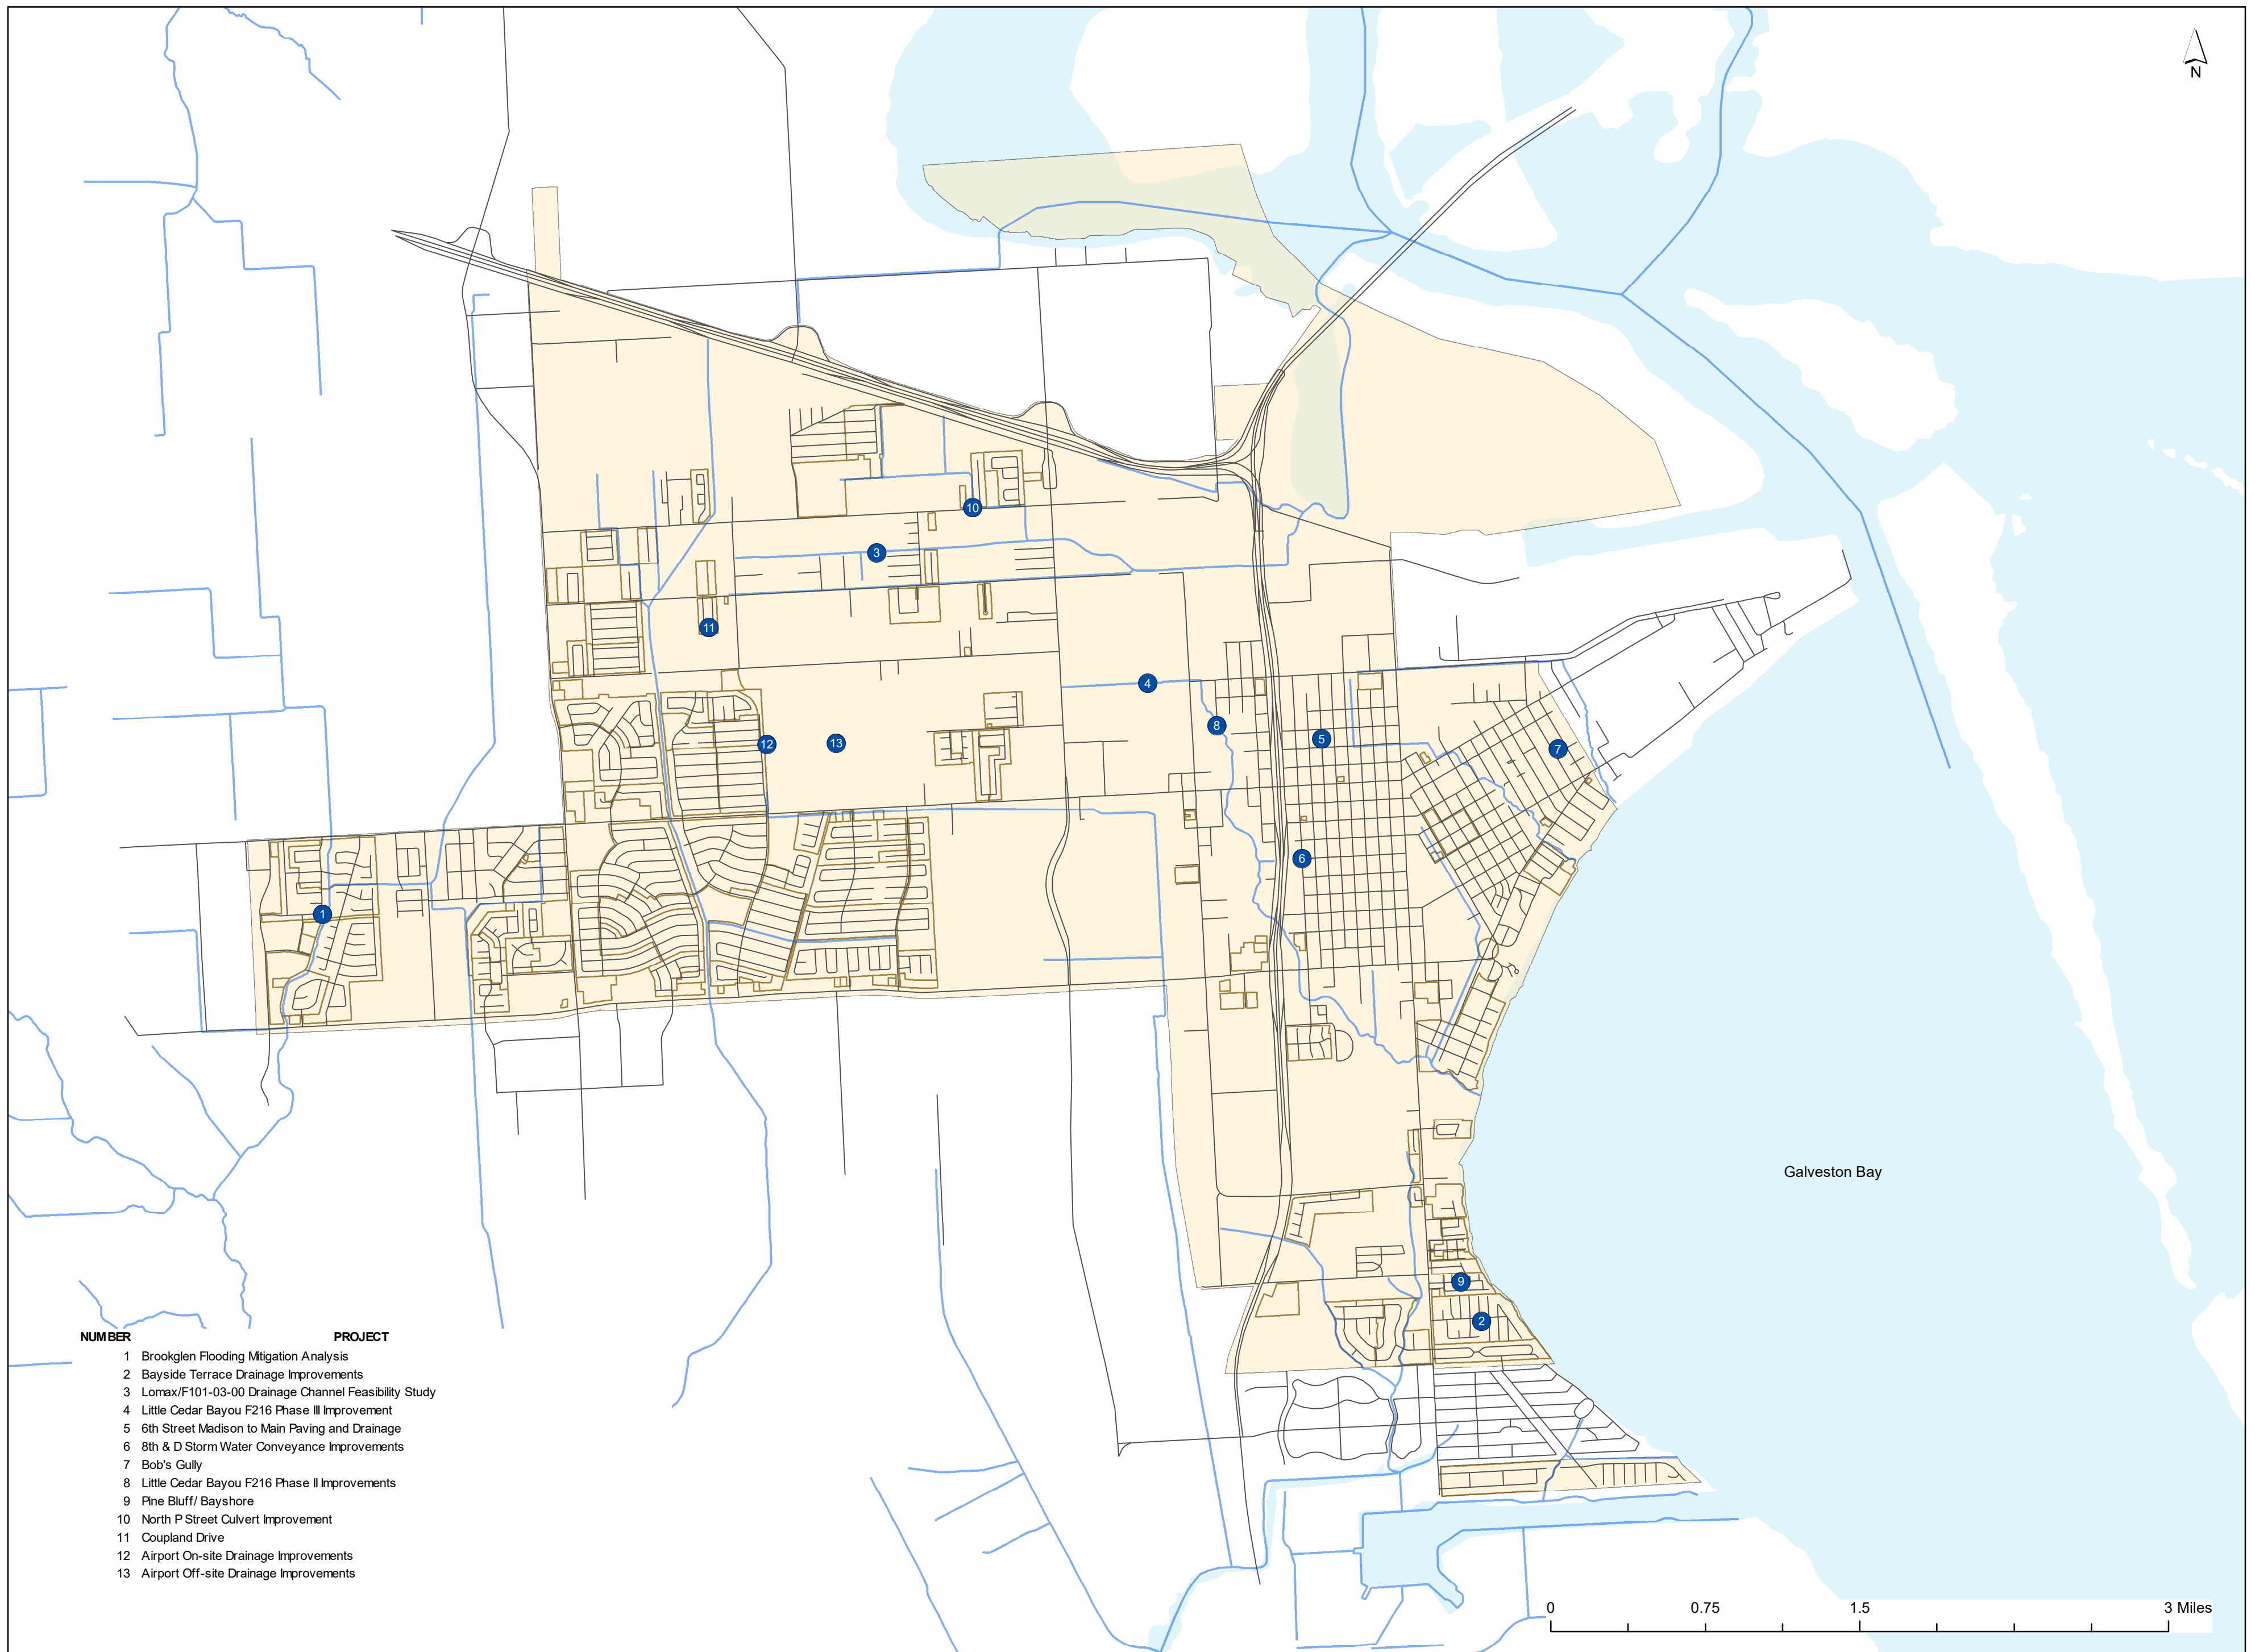 N
10
3
11
4
8
5
12
13
7
6
1
Galveston Bay
9
2
NUMBER PROJECT
1 Brookglen Flooding Mitigation Analysis
2 Bayside Terrace Drainage Improvements
3 Lomax/F101-03-00 Drainage Channel Feasibility Study
4 Little Cedar Bayou F216 Phase III Improvement
5 6th Street Madison to Main Paving and Drainage
6 8th & D Storm Water Conveyance Improvements
7 Bob's Gully
8 Little Cedar Bayou F216 Phase II Improvements
9 Pine Bluff/ Bayshore
10 North P Street Culvert Improvement
11 Coupland Drive
12 Airport On-site Drainage Improvements
13 Airport Off-site Drainage Improvements
0 0.75 1.5 3 Miles